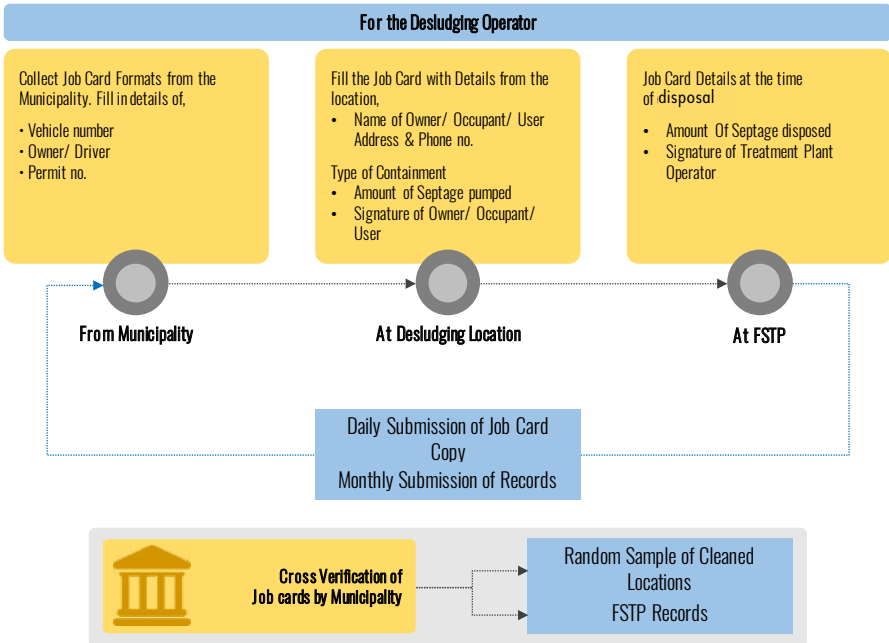 For the Desludging Operator
Collect Job Card Formats from the
Municipality. Fill in details of,
• Vehicle number
• Owner/ Driver
• Permit no.
Fill the Job Card with Details from the
location,
• Name of Owner/ Occupant/ User
Address & Phone no.
Type of Containment
• Amount of Septage pumped
• Signature of Owner/ Occupant/
User
Job Card Details at the time
of disposal
• Amount Of Septage disposed
• Signature of Treatment Plant
Operator
From Municipality
At Desludging Location
At FSTP
Daily Submission of Job Card
Copy
Monthly Submission of Records
Cross Verification of
Job cards by Municipality
Random Sample of Cleaned
Locations
FSTP Records